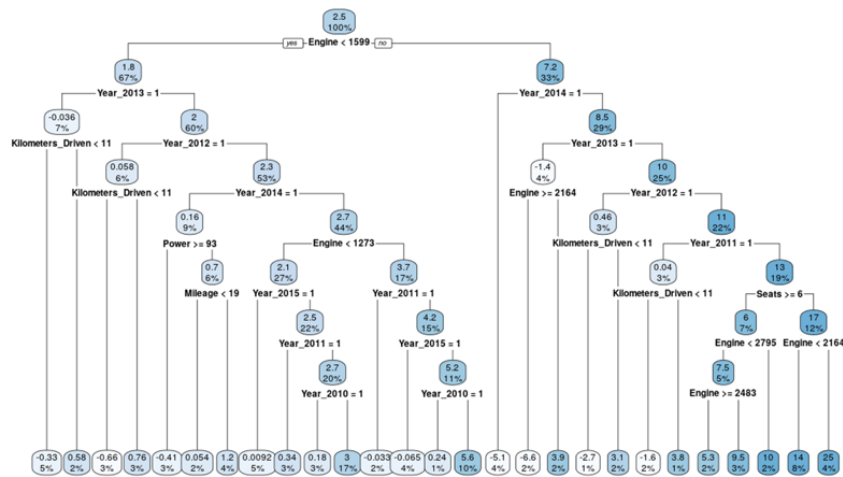 2.5
100%
yes Engine < 1599 no
1.8
67%
7.2
33%
Year_2013 = 1
Year_2014 = 1
-0.036
7%
2
60%
8.5
29%
Kilometers_Driven < 11
Year_2012 = 1
Year_2013 = 1
0.058
6%
2.3
53%
-1.4
4%
10
25%
Kilometers_Driven < 11
Year_2014 = 1
Engine >= 2164
Year_2012 = 1
0.16
9%
2.7
44%
0.46
3%
11
22%
Power >= 93
Engine < 1273
Kilometers_Driven < 11
Year_2011 = 1
0.7
6%
2.1
27%
3.7
17%
0.04
3%
13
19%
Mileage < 19
Year_2015 = 1
Year_2011 = 1
Kilometers_Driven < 11
Seats >= 6
2.5
22%
4.2
15%
6
7%
17
12%
Year_2011 = 1
Year_2015 = 1
Engine < 2795
Engine < 2164
2.7
20%
5.2
11%
7.5
5%
Year_2010 = 1
Year_2010 = 1
Engine >= 2483
-0.33 0.58 -0.66 0.76 -0.41 0.054 1.2 0.0092 0.34 0.18 3 -0.033 -0.065 0.24 5.6 -5.1 -6.6 3.9 -2.7 3.1 -1.6 3.8 5.3 9.5 10 14 25
5% 2% 3% 3% 3% 2% 4% 5% 3% 3% 17% 2% 4% 1% 10% 4% 2% 2% 1% 2% 2% 1% 2% 3% 2% 8% 4%